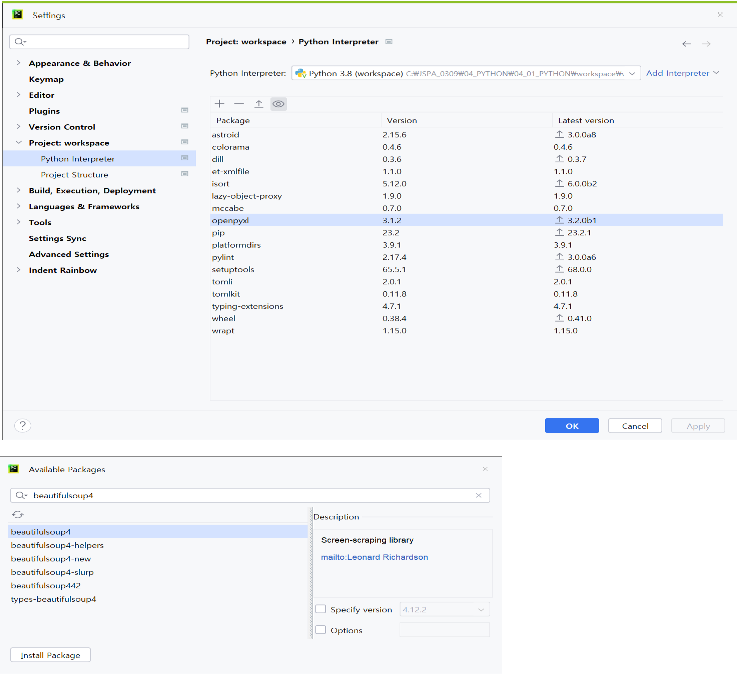 Settings
Project: workspace › Python Interpreter
Appearance & Behavior
Keymap
Editor
Plugins
Version Control
Project: workspace
Python Interpreter
Project Structure
Build, Execution, Deployment
Languages & Frameworks
Tools
Settings Sync
Advanced Settings
Indent Rainbow
Python Interpreter: Python 3.8 (workspace) C:₩JSPA_0309₩04_PYTHON₩04_01_PYTHON₩workspace₩ Add Interpreter
Package Version Latest version
astroid 2.15.6 3.0.0a8
colorama 0.4.6 0.4.6
dill 0.3.6 0.3.7
et-xmlfile 1.1.0 1.1.0
isort 5.12.0 6.0.0b2
lazy-object-proxy 1.9.0 1.9.0
mccabe 0.7.0 0.7.0
openpyxl 3.1.2 3.2.0b1
pip 23.2 23.2.1
platformdirs 3.9.1 3.9.1
pylint 2.17.4 3.0.0a6
setuptools 65.5.1 68.0.0
tomli 2.0.1 2.0.1
tomlkit 0.11.8 0.11.8
typing-extensions 4.7.1 4.7.1
wheel 0.38.4 0.41.0
wrapt 1.15.0 1.15.0
? OK Cancel Apply
Available Packages
beautifulsoup4
beautifulsoup4
beautifulsoup4-helpers
beautifulsoup4-new
beautifulsoup4-slurp
beautifulsoup442
types-beautifulsoup4
Description
Screen-scraping library
mailto:Leonard Richardson
Specify version 4.12.2
Options
Install Package